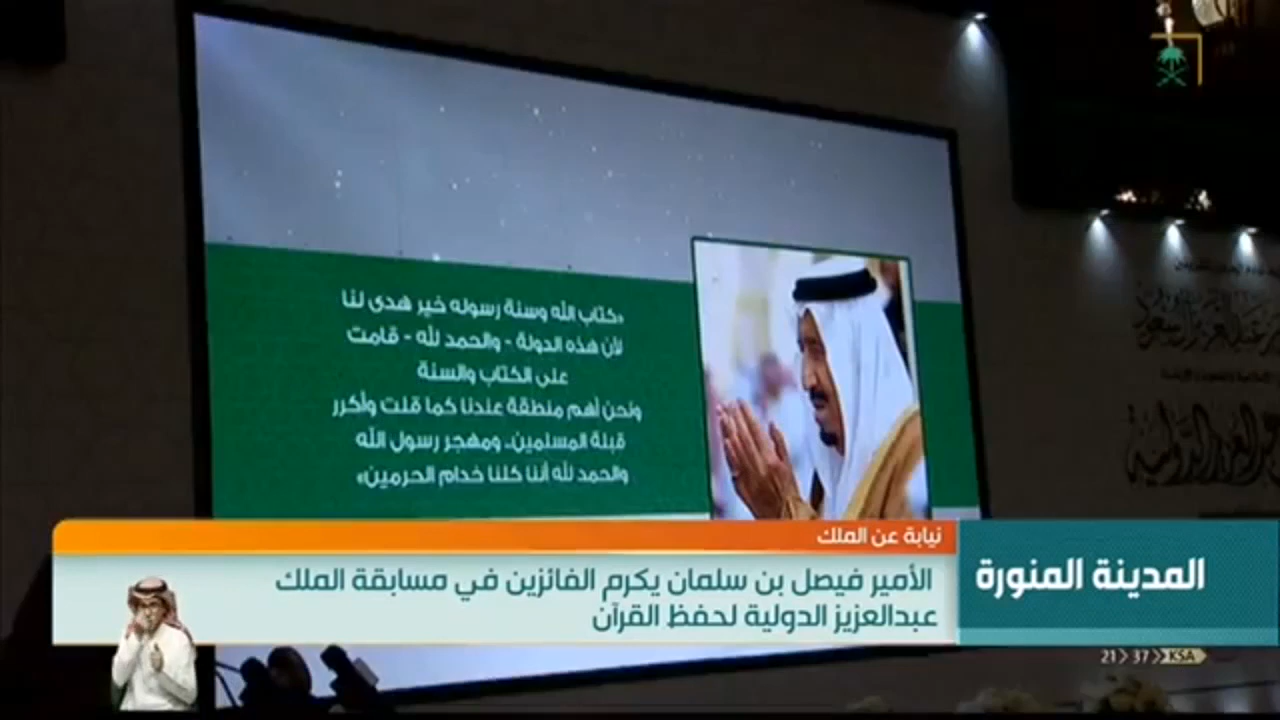 «كتاب الله وسنة رسوله خير هدى لنا
لأن هذه الدولة - والحمد لله - قامت
على الكتاب والسنة
ونحن أهم منطقة عندنا كما قلت وأكرر
قبلة المسلمين.. ومهجر رسول الله
والحمد لله أننا كلنا خدام الحرمين»
نيابة عن الملك
المدينة المنورة
الأمير فيصل بن سلمان يكرم الفائزين في مسابقة الملك
عبدالعزيز الدولية لحفظ القرآن
21 > 37 >> KSA